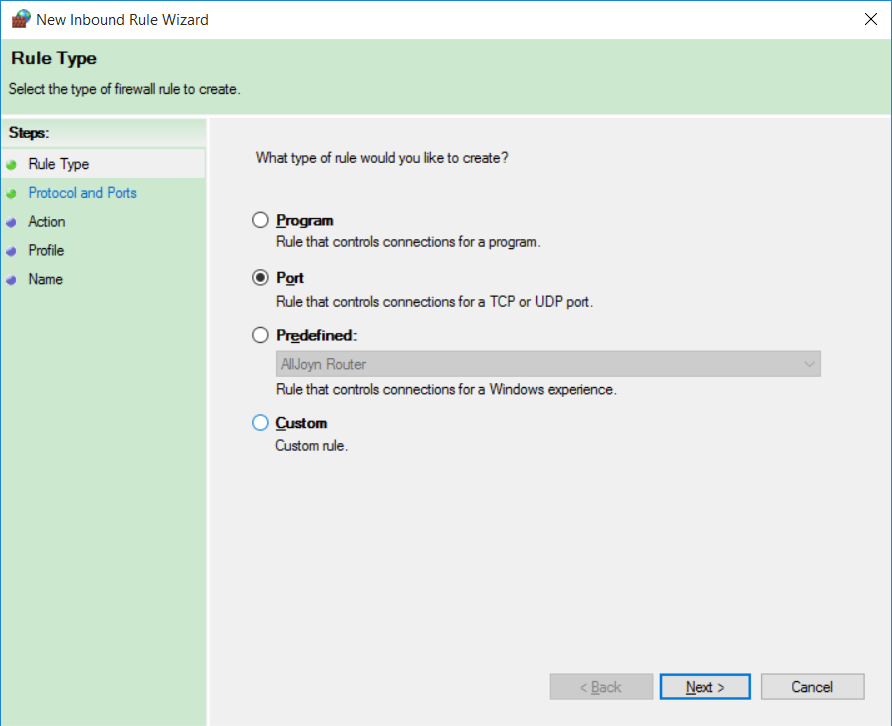 New Inbound Rule Wizard
Rule Type
Select the type of firewall rule to create.
Steps:
Rule Type
Protocol and Ports
Action
Profile
Name
What type of rule would you like to create?
Program
Rule that controls connections for a program.
Port
Rule that controls connections for a TCP or UDP port.
Predefined:
AllJoyn Router
Rule that controls connections for a Windows experience.
Custom
Custom rule.
< Back
Next >
Cancel